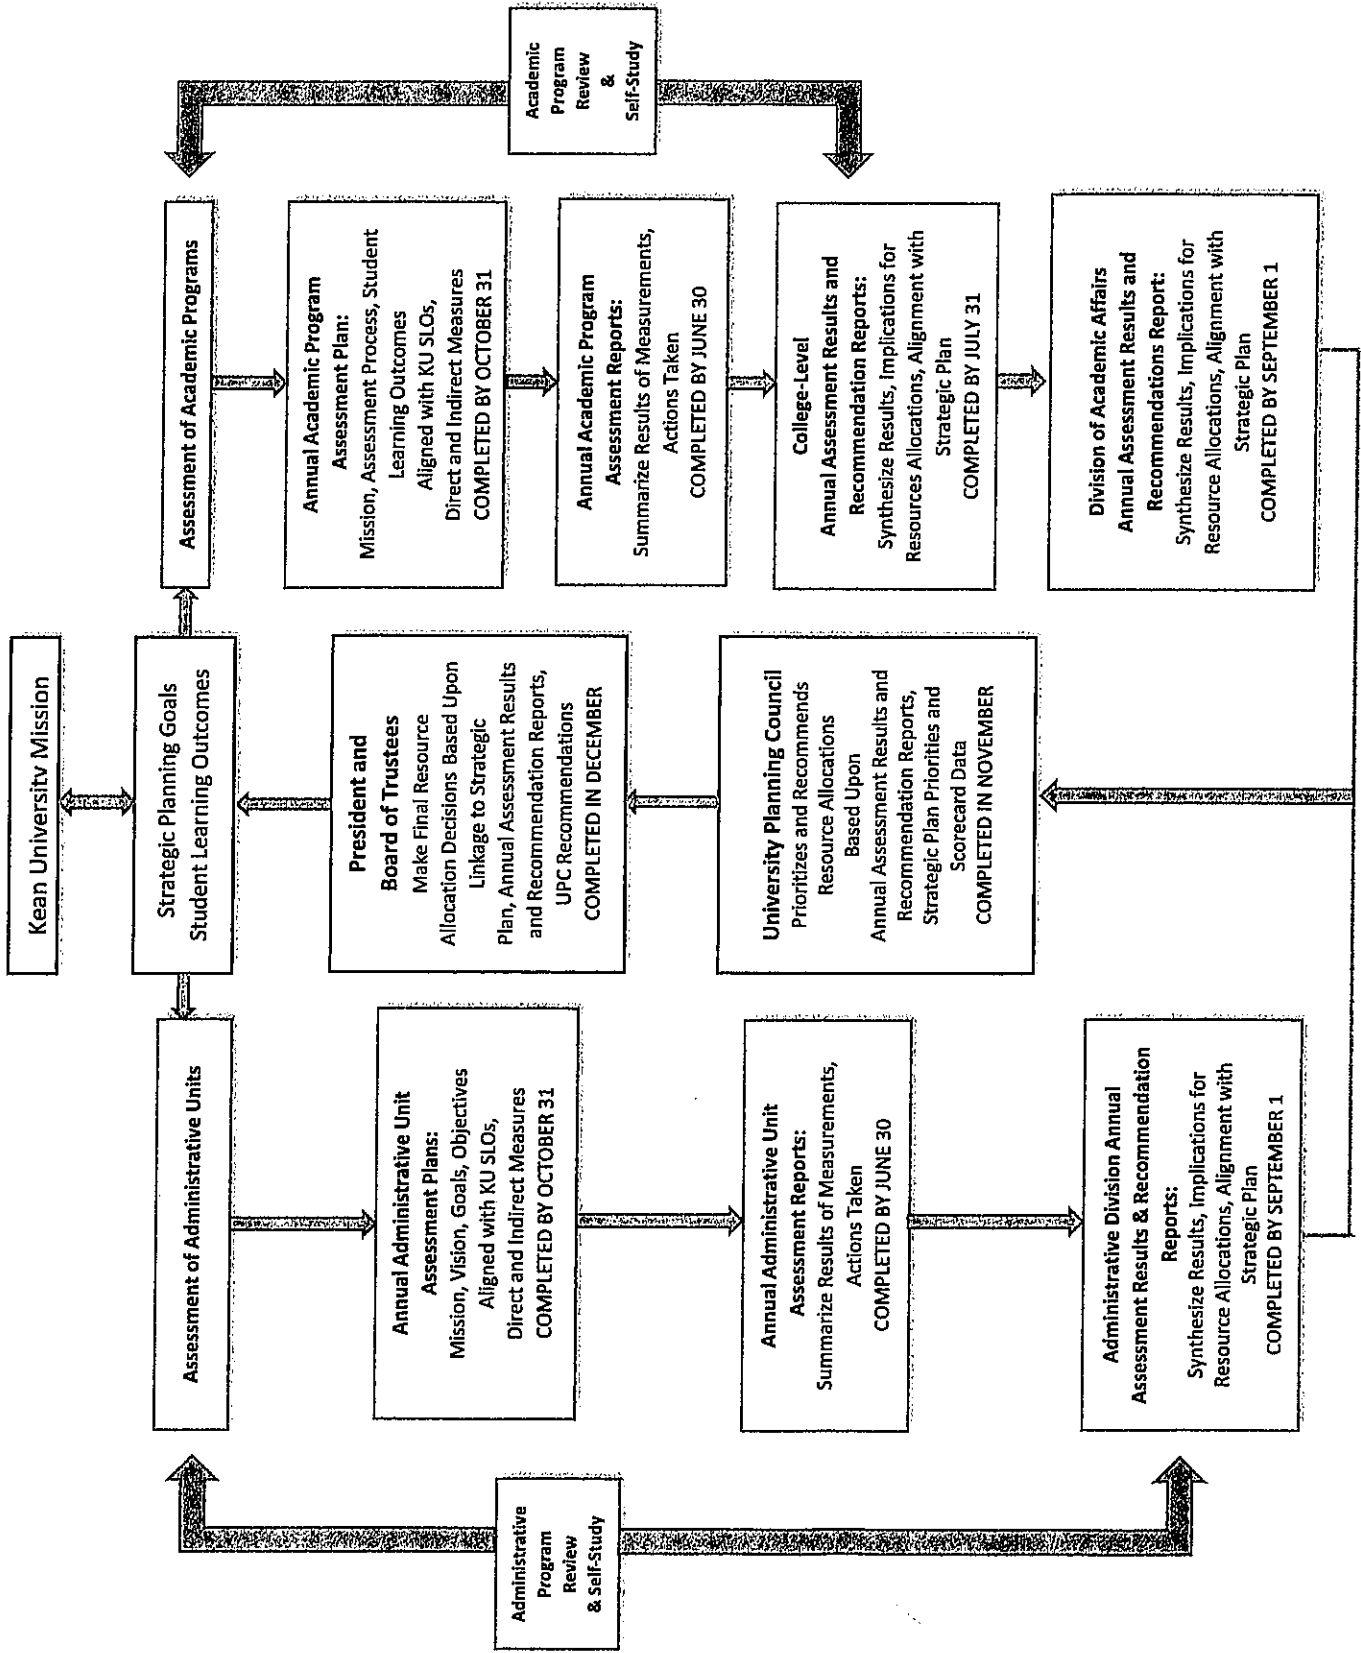 Kean University Mission
Strategic Planning Goals
Student Learning Outcomes
Assessment of Administrative Units
Annual Administrative Unit
Assessment Plans:
Mission, Vision, Goals, Objectives
Aligned with KU SLOs,
Direct and Indirect Measures
COMPLETED BY OCTOBER 31
Annual Administrative Unit
Assessment Reports:
Summarize Results of Measurements,
Actions Taken
COMPLETED BY JUNE 30
Administrative Division Annual
Assessment Results & Recommendation
Reports:
Synthesize Results, Implications for
Resource Allocations, Alignment with
Strategic Plan
COMPLETED BY SEPTEMBER 1
Administrative
Program
Review
& Self-Study
President and
Board of Trustees
Make Final Resource
Allocation Decisions Based Upon
Linkage to Strategic
Plan, Annual Assessment Results
and Recommendation Reports,
UPC Recommendations
COMPLETED IN DECEMBER
University Planning Council
Prioritizes and Recommends
Resource Allocations
Based Upon
Annual Assessment Results and
Recommendation Reports,
Strategic Plan Priorities and
Scorecard Data
COMPLETED IN NOVEMBER
Assessment of Academic Programs
Annual Academic Program
Assessment Plan:
Mission, Assessment Process, Student
Learning Outcomes
Aligned with KU SLOs,
Direct and Indirect Measures
COMPLETED BY OCTOBER 31
Annual Academic Program
Assessment Reports:
Summarize Results of Measurements,
Actions Taken
COMPLETED BY JUNE 30
College-Level
Annual Assessment Results and
Recommendation Reports:
Synthesize Results, Implications for
Resources Allocations, Alignment with
Strategic Plan
COMPLETED BY JULY 31
Division of Academic Affairs
Annual Assessment Results and
Recommendations Report:
Synthesize Results, Implications for
Resource Allocations, Alignment with
Strategic Plan
COMPLETED BY SEPTEMBER 1
Academic
Program
Review
&
Self-Study